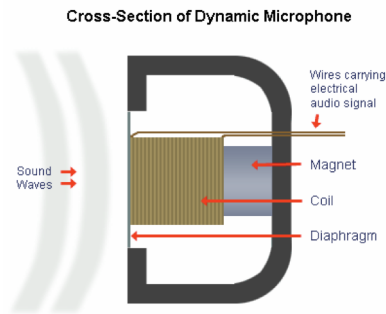 Cross-Section of Dynamic Microphone
Wires carrying
electrical
audio signal
Sound
Waves
Magnet
Coil
Diaphragm